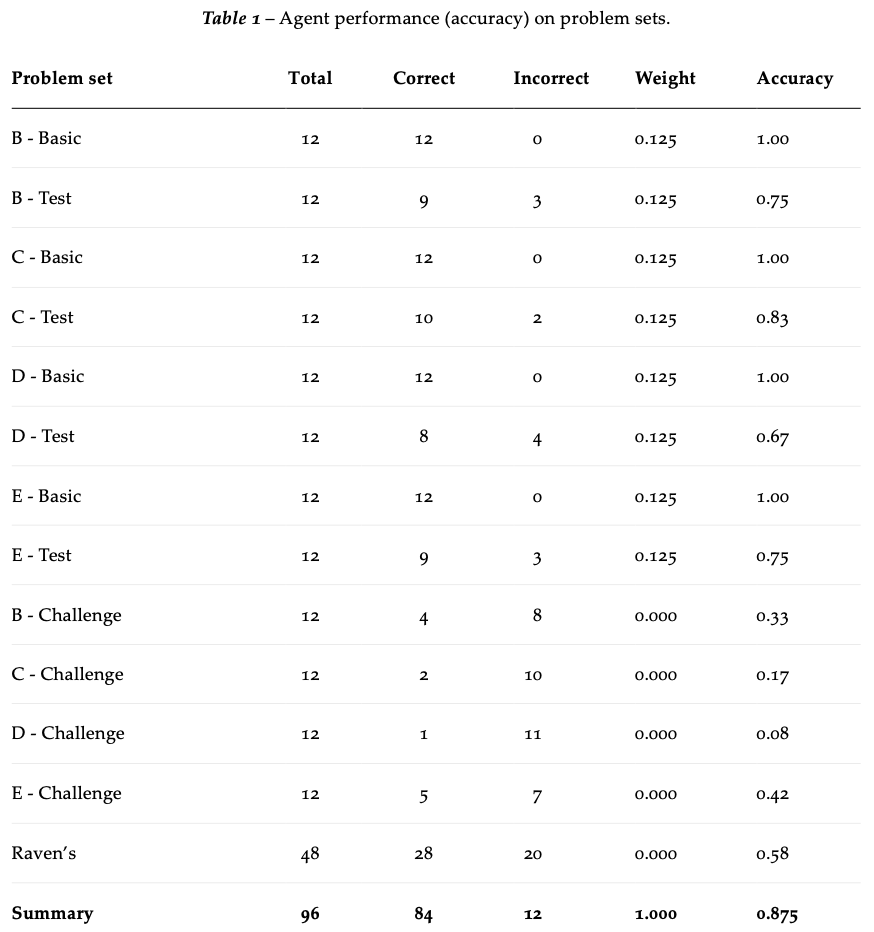 Table 1 – Agent performance (accuracy) on problem sets.
Problem set Total Correct Incorrect Weight Accuracy
B - Basic 12 12 0 0.125 1.00
B - Test 12 9 3 0.125 0.75
C - Basic 12 12 0 0.125 1.00
C - Test 12 10 2 0.125 0.83
D - Basic 12 12 0 0.125 1.00
D - Test 12 8 4 0.125 0.67
E - Basic 12 12 0 0.125 1.00
E - Test 12 9 3 0.125 0.75
B - Challenge 12 4 8 0.000 0.33
C - Challenge 12 2 10 0.000 0.17
D - Challenge 12 1 11 0.000 0.08
E - Challenge 12 5 7 0.000 0.42
Raven’s 48 28 20 0.000 0.58
Summary 96 84 12 1.000 0.875